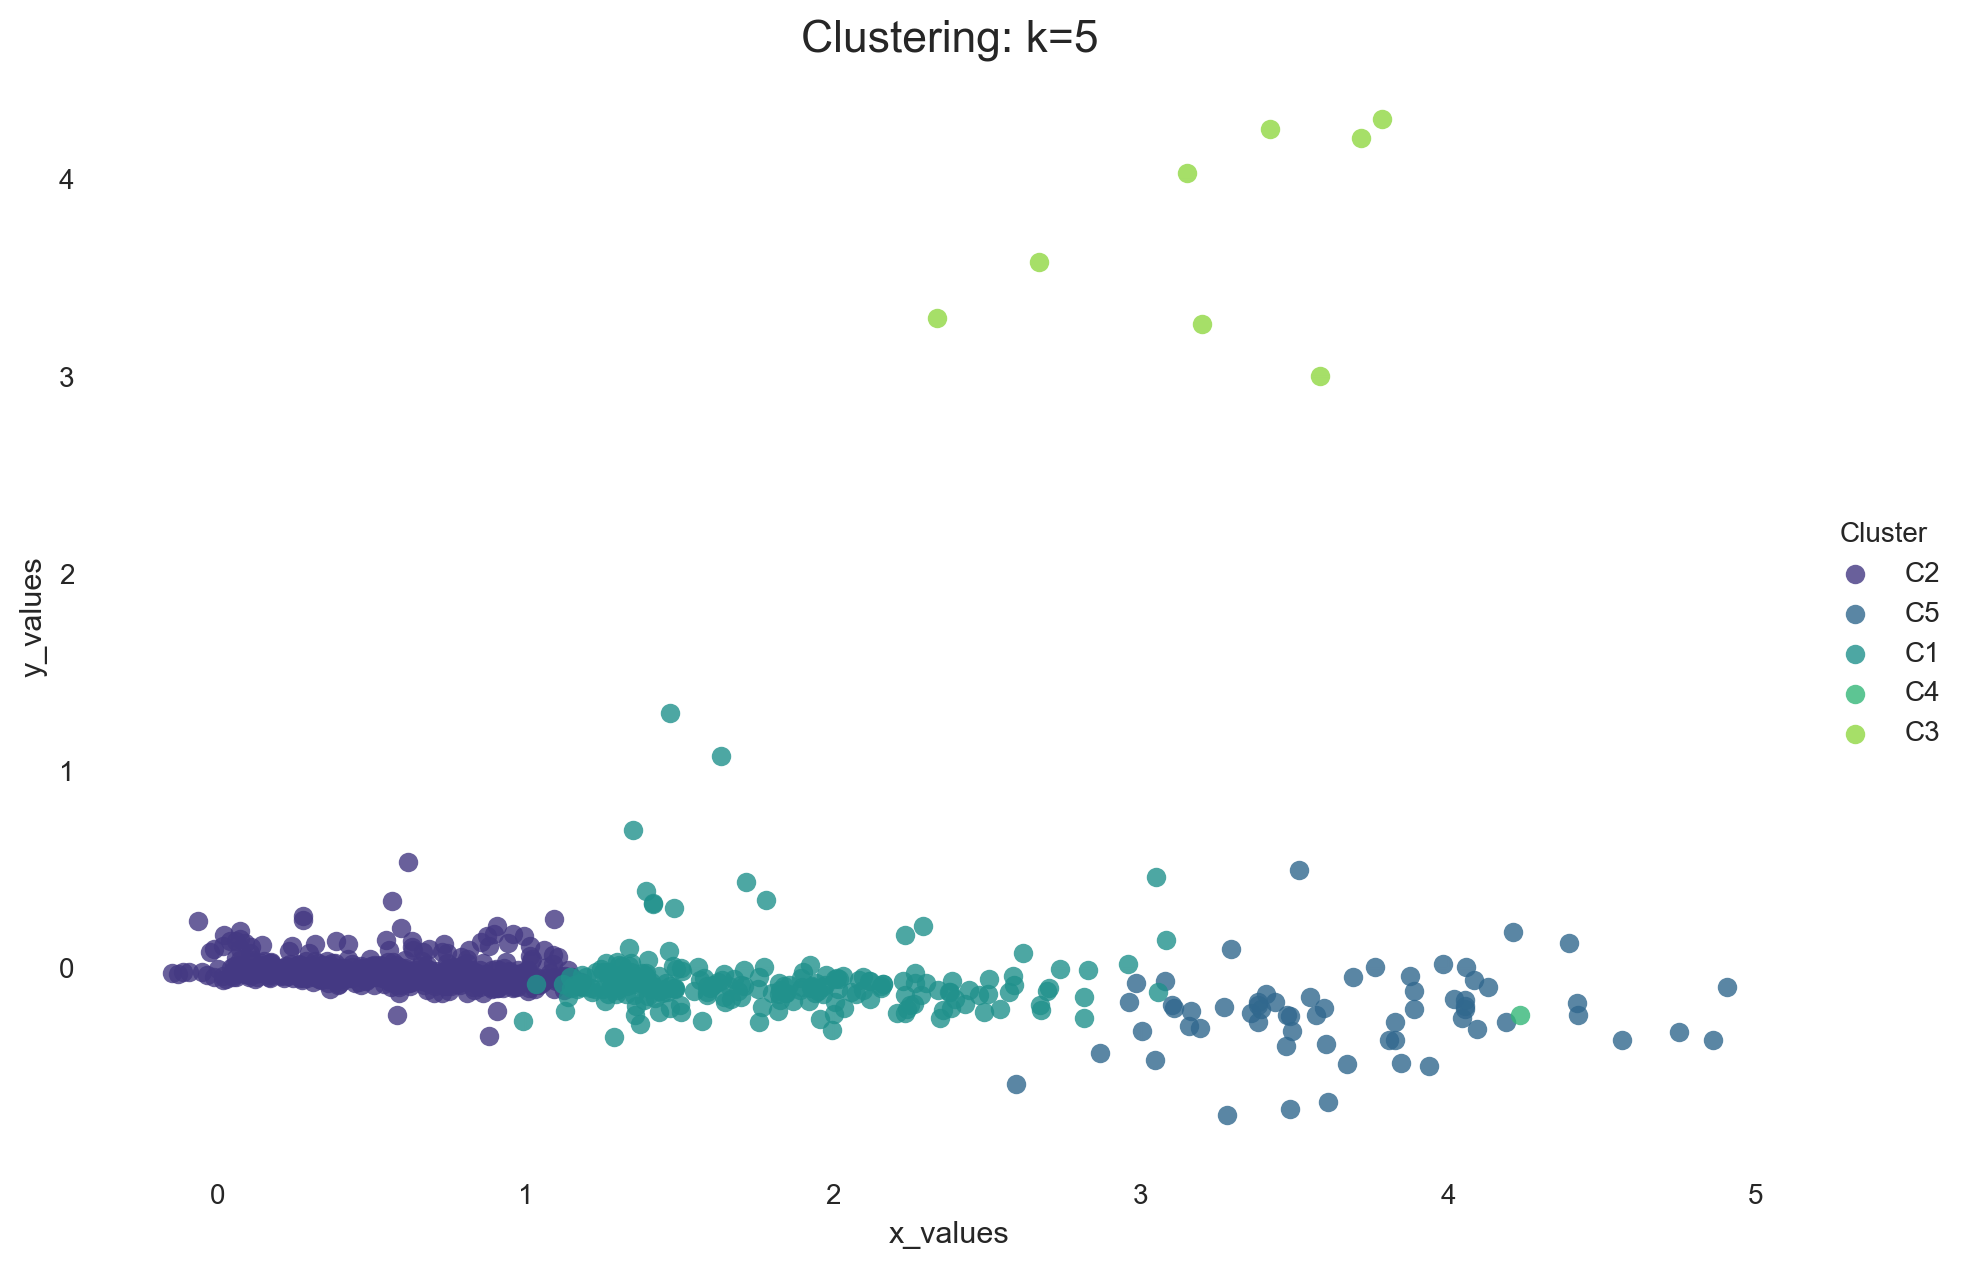 Clustering: k=5
4
3
2
1
0
y_values
0 1 2 3 4 5
x_values
Cluster
C2
C5
C1
C4
C3